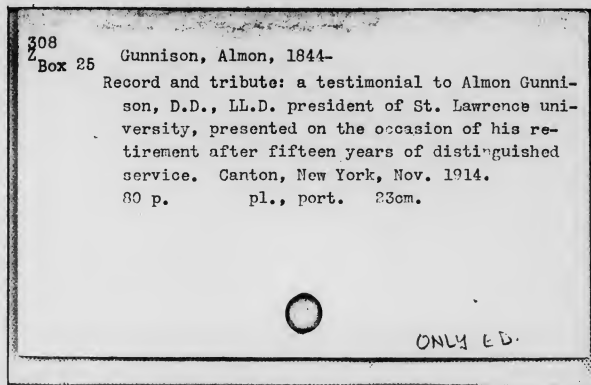 308
Z
Box 25
Gunnison, Almon, 1844-
Record and tribute: a testimonial to Almon Gunni-
son, D.D., LL.D. president of St. Lawrence uni-
versity, presented on the occasion of his re-
tirement after fifteen years of distinguished
service. Canton, New York, Nov. 1914.
80 p. pl., port. 23cm.
ONLY ED.